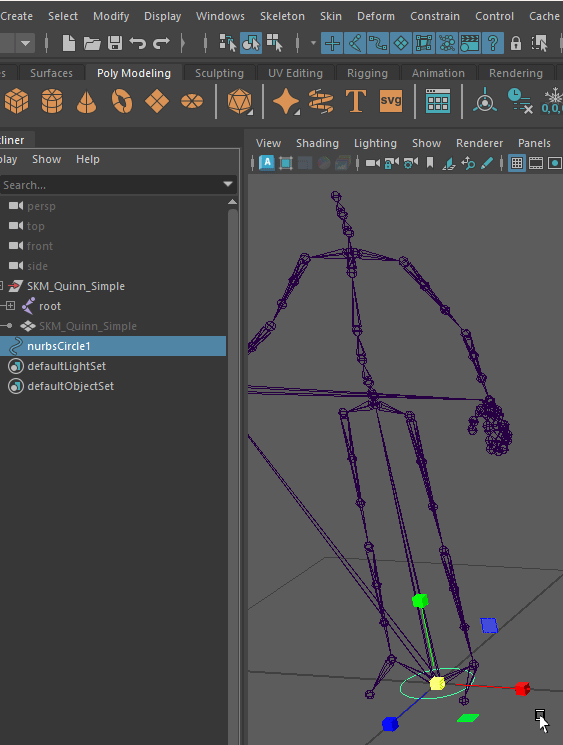 Create Select Modify Display Windows Skeleton Skin Deform Constrain Control Cache
Surfaces Poly Modeling Sculpting UV Editing Rigging Animation Rendering
T svg 0,0,
tliner
play Show Help
View Shading Lighting Show Renderer Panels
Search...
A
persp
top
front
side
SKM_Quinn_Simple
root
SKM_Quinn_Simple
nurbsCircle1
defaultLightSet
defaultObjectSet